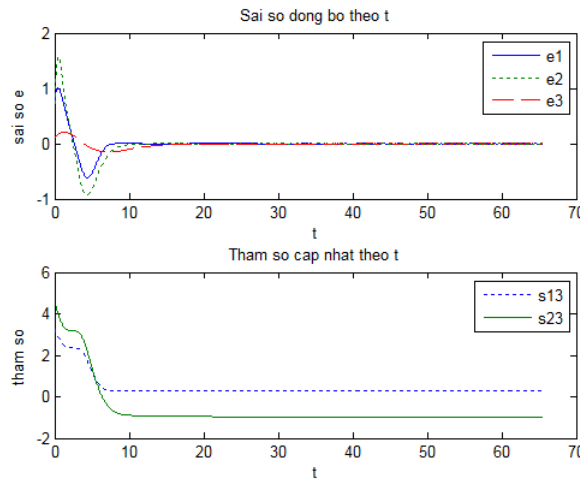 Sai so dong bo theo t
2
1
0
-1
sai so e
e1
e2
e3
0 10 20 30 40 50 60 70
t
Tham so cap nhat theo t
6
4
2
0
-2
tham so
s13
s23
0 10 20 30 40 50 60 70
t